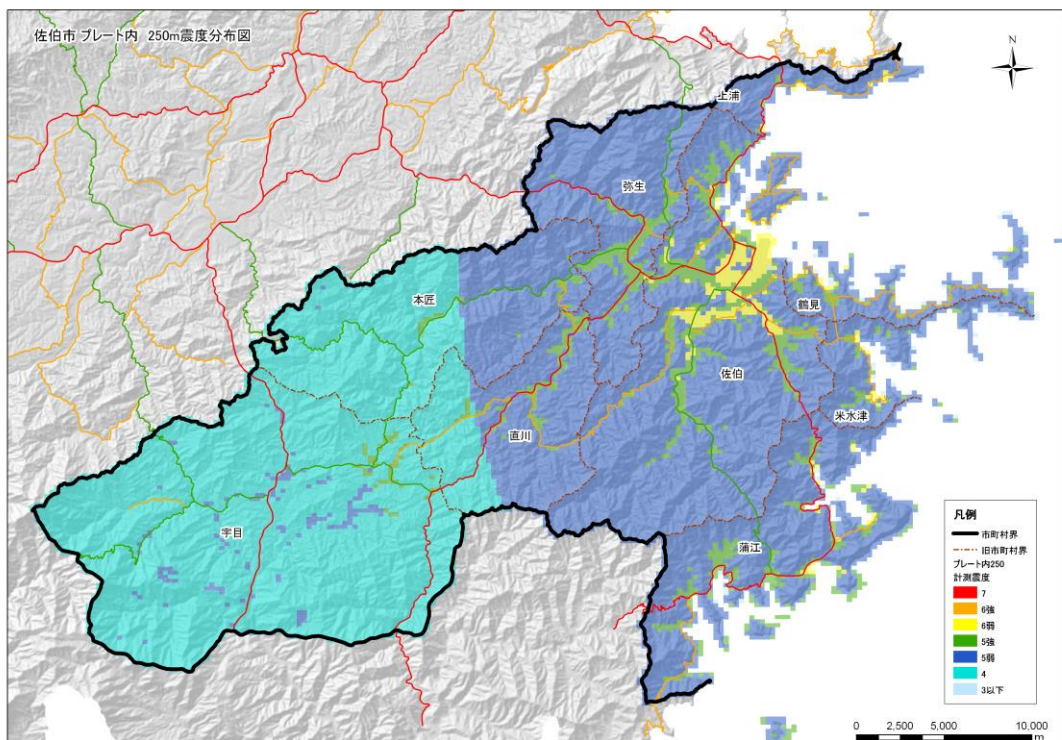 佐伯市 プレート内 250m震度分布図
N
上浦
弥生
本匠
鶴見
佐伯
米水津
直川
宇目
蒲江
凡例
市町村界
旧市町村界
プレート内250
計測震度
7
6強
6弱
5強
5弱
4
3以下
0 2,500 5,000 10,000
m